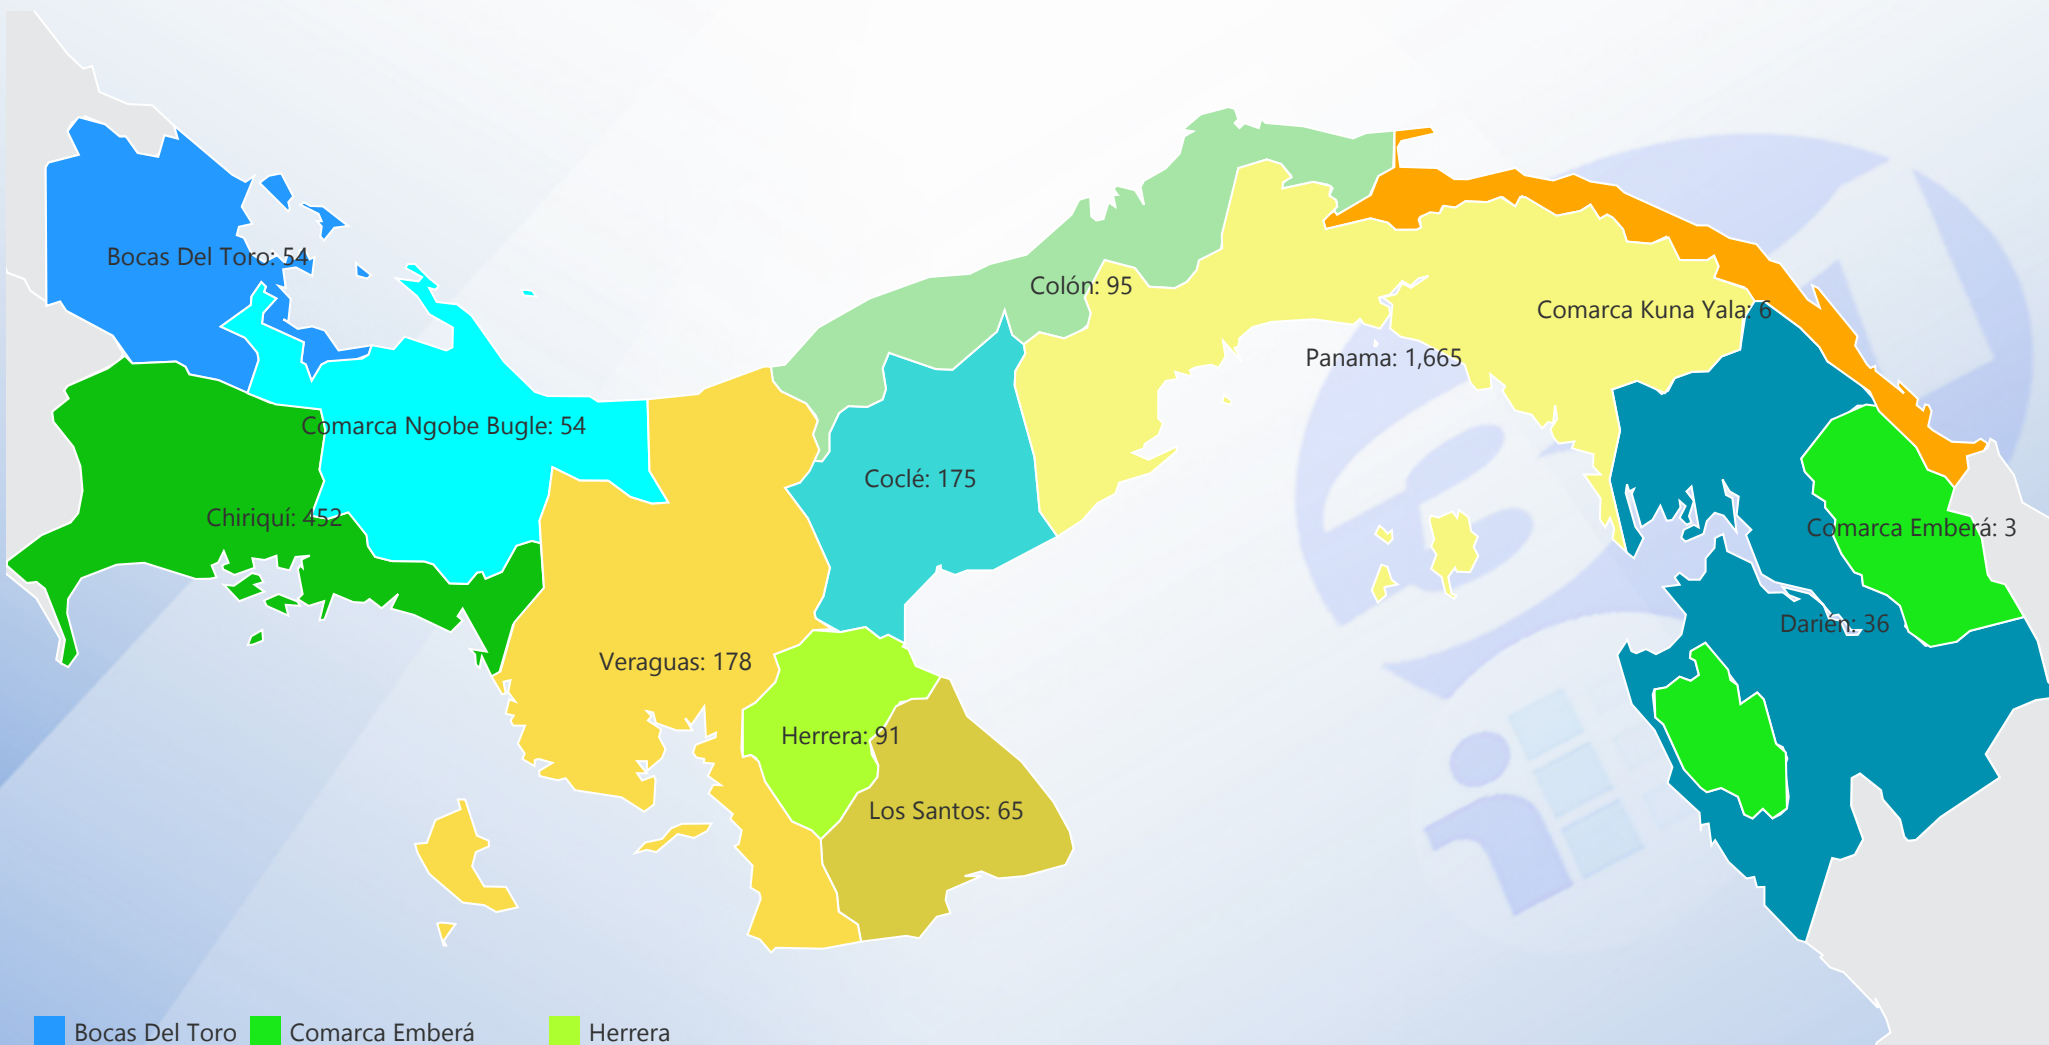 Bocas Del Toro: 54
Colón: 95
Comarca Kuna Yala: 6
Panama: 1,665
Comarca Ngobe Bugle: 54
Coclé: 175
Chiriquí: 452
Comarca Emberá: 3
Darién: 36
Veraguas: 178
Herrera: 91
Los Santos: 65
Bocas Del Toro
Comarca Emberá
Herrera